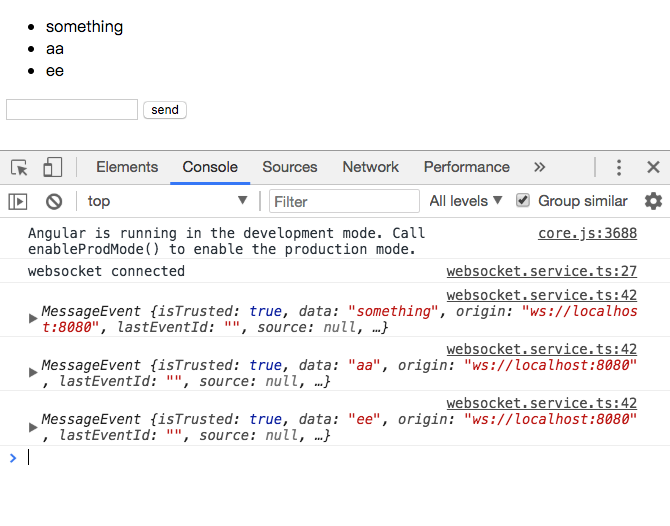 something
aa
ee
send
Elements Console Sources Network Performance »
top Filter All levels Group similar
Angular is running in the development mode. Call core.js:3688
enableProdMode() to enable the production mode.
websocket connected websocket.service.ts:27
websocket.service.ts:42
MessageEvent {isTrusted: true, data: "something", origin: "ws://localhos
t:8080", lastEventId: "", source: null, …}
websocket.service.ts:42
MessageEvent {isTrusted: true, data: "aa", origin: "ws://localhost:8080"
, lastEventId: "", source: null, …}
websocket.service.ts:42
MessageEvent {isTrusted: true, data: "ee", origin: "ws://localhost:8080"
, lastEventId: "", source: null, …}